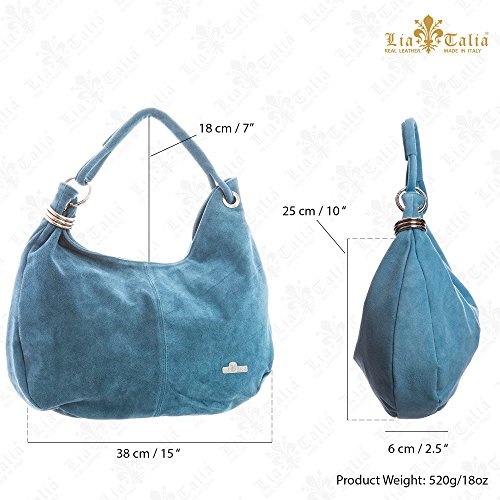 Lia Talia
REAL LEATHER MADE IN ITALY
18 cm / 7"
25 cm / 10 "
38 cm / 15"
6 cm / 2.5"
Product Weight: 520g/18oz